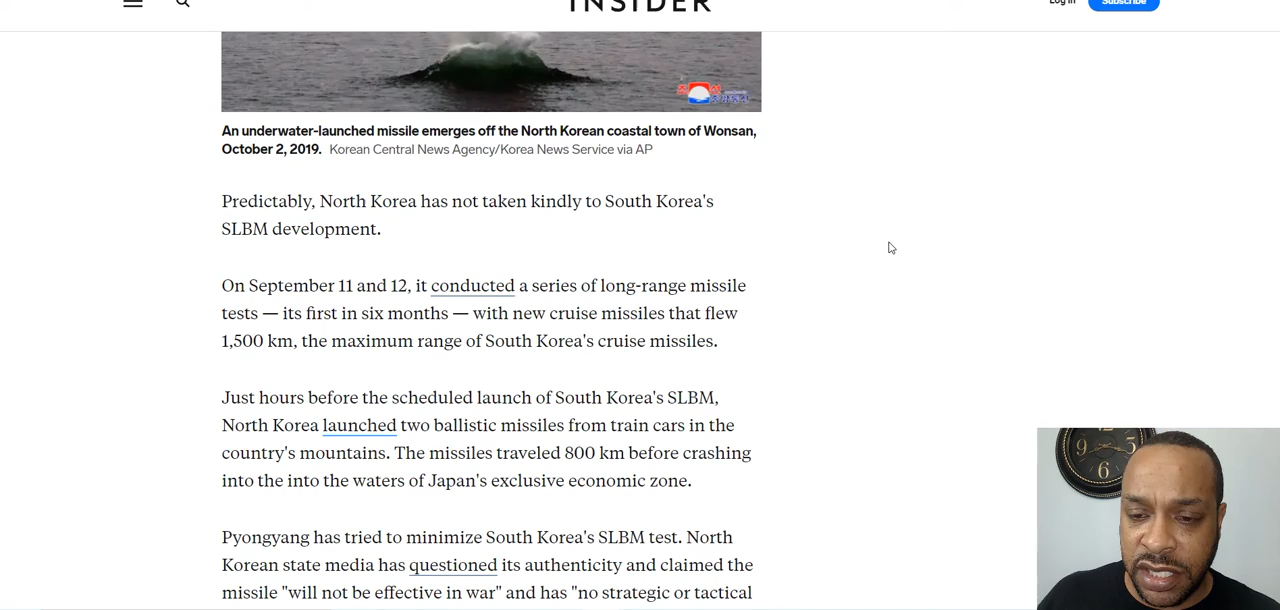 INSIDER
Log in
Subscribe
An underwater-launched missile emerges off the North Korean coastal town of Wonsan,
October 2, 2019. Korean Central News Agency/Korea News Service via AP
Predictably, North Korea has not taken kindly to South Korea's
SLBM development.
On September 11 and 12, it conducted a series of long-range missile
tests — its first in six months — with new cruise missiles that flew
1,500 km, the maximum range of South Korea's cruise missiles.
Just hours before the scheduled launch of South Korea's SLBM,
North Korea launched two ballistic missiles from train cars in the
country's mountains. The missiles traveled 800 km before crashing
into the into the waters of Japan's exclusive economic zone.
Pyongyang has tried to minimize South Korea's SLBM test. North
Korean state media has questioned its authenticity and claimed the
missile "will not be effective in war" and has "no strategic or tactical
12
3
6